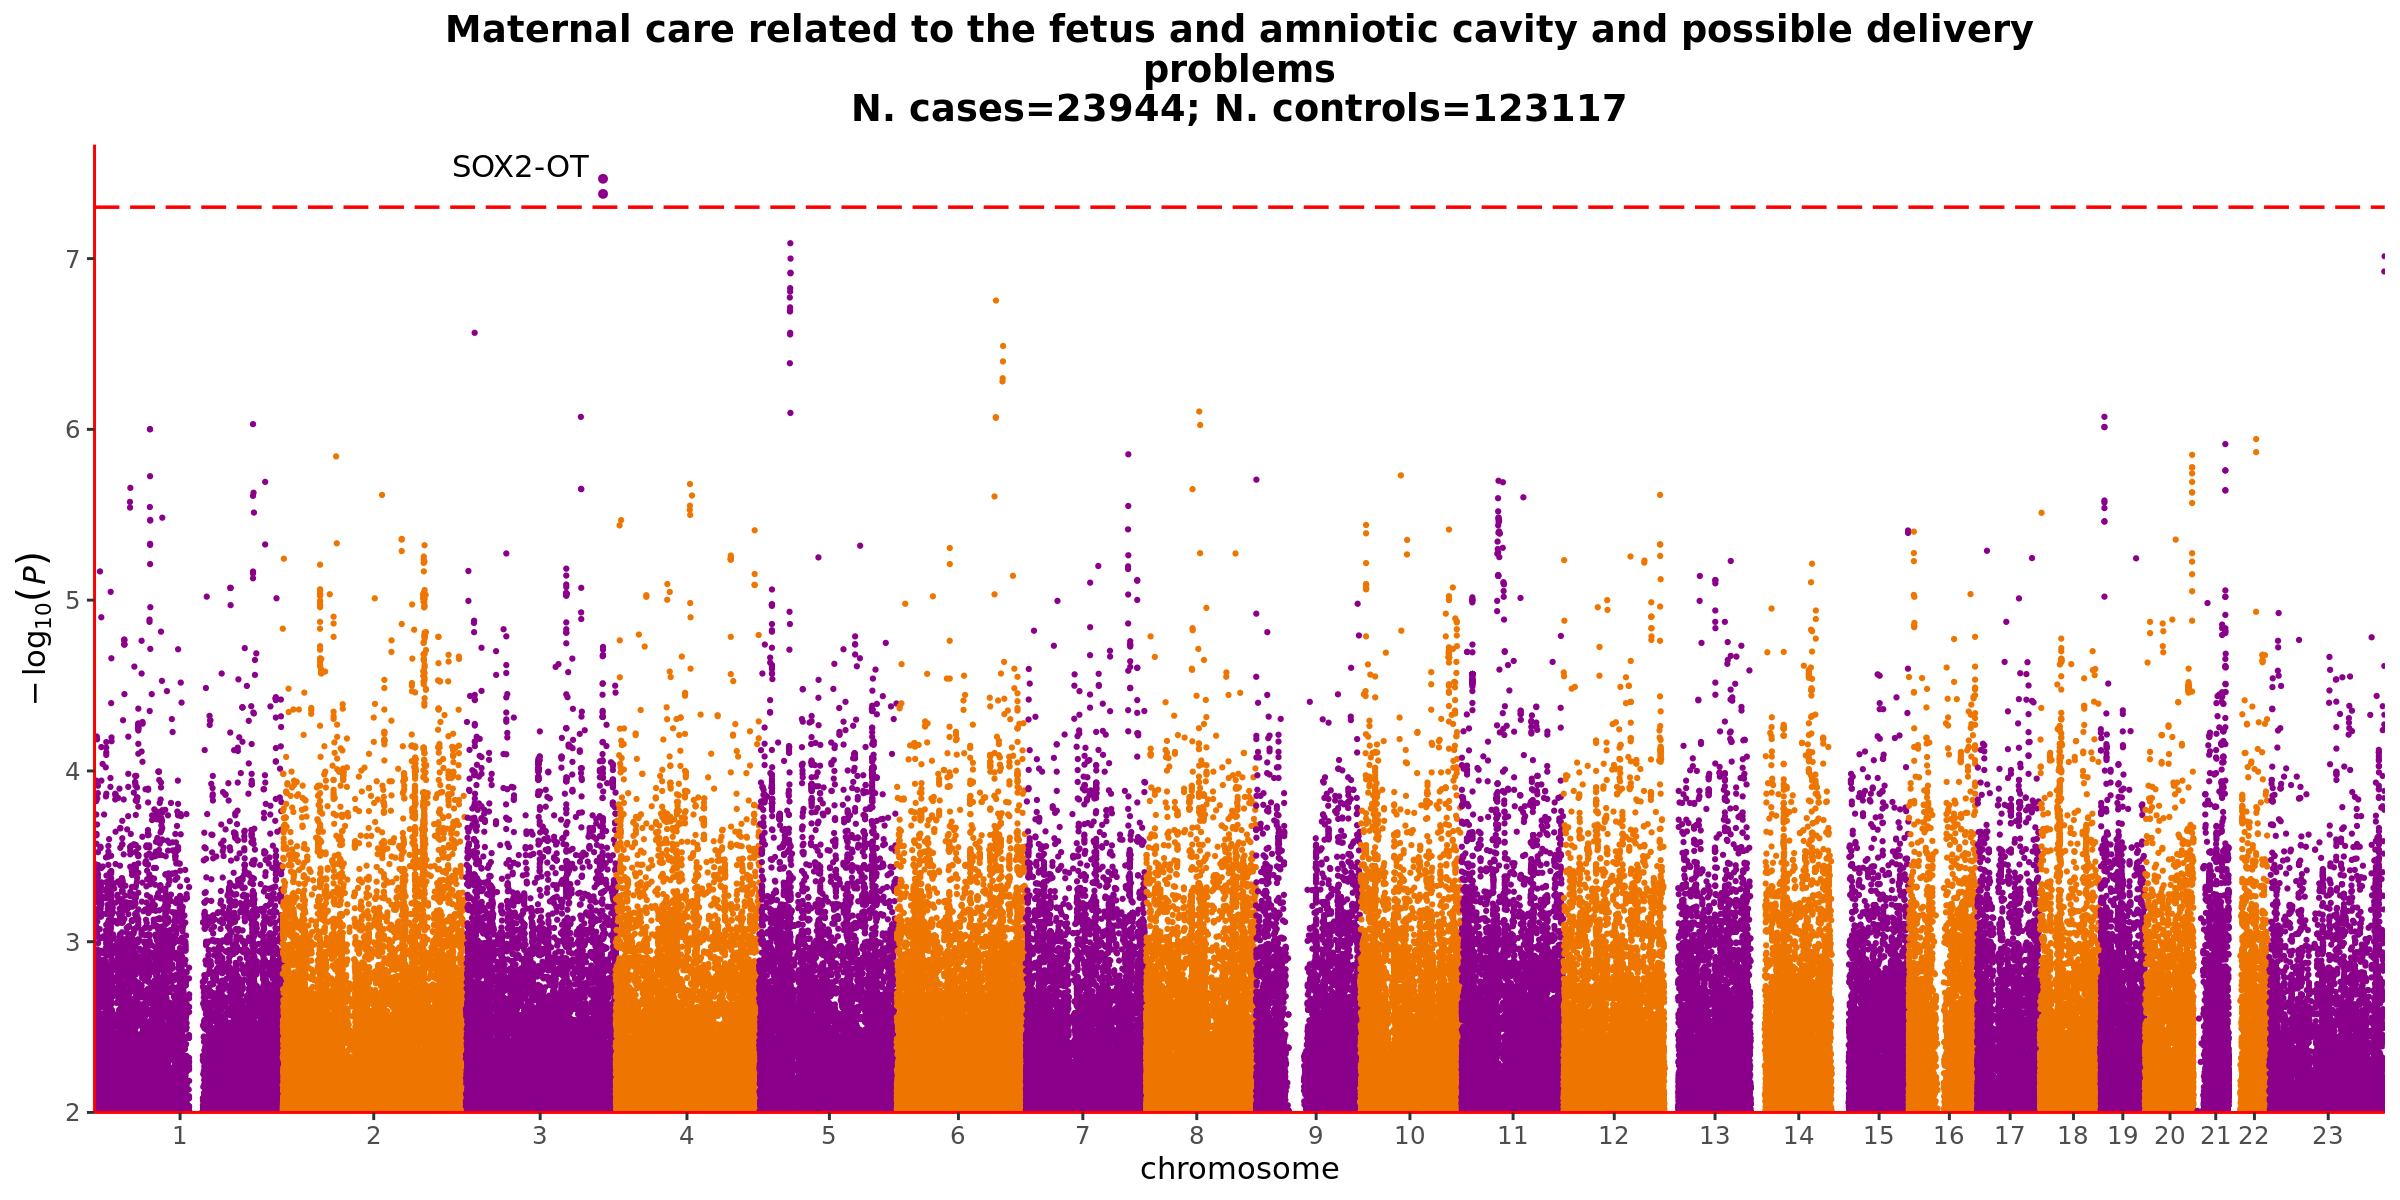 Maternal care related to the fetus and amniotic cavity and possible delivery
problems
N. cases=23944; N. controls=123117
SOX2-OT
7
6
5
4
3
2
−log10(P)
1 2 3 4 5 6 7 8 9 10 11 12 13 14 15 16 17 18 19 20 21 22 23
chromosome